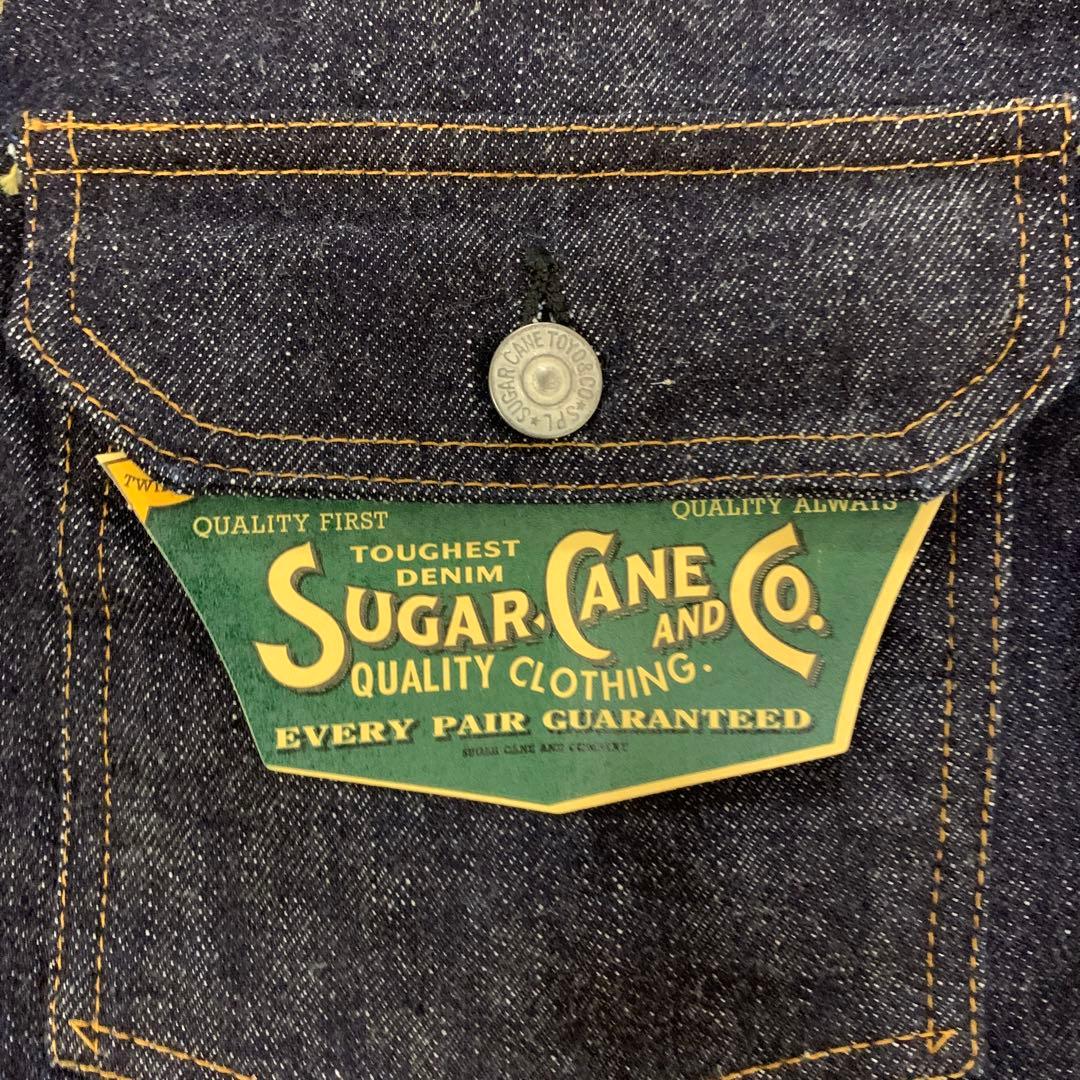 SUGAR CANE TOYO & CO ★ SPL ★
QUALITY FIRST
QUALITY ALWAYS
TOUGHEST
DENIM
SUGAR CANE AND CO.
QUALITY CLOTHING.
EVERY PAIR GUARANTEED
SUGAR CANE AND COMPANY